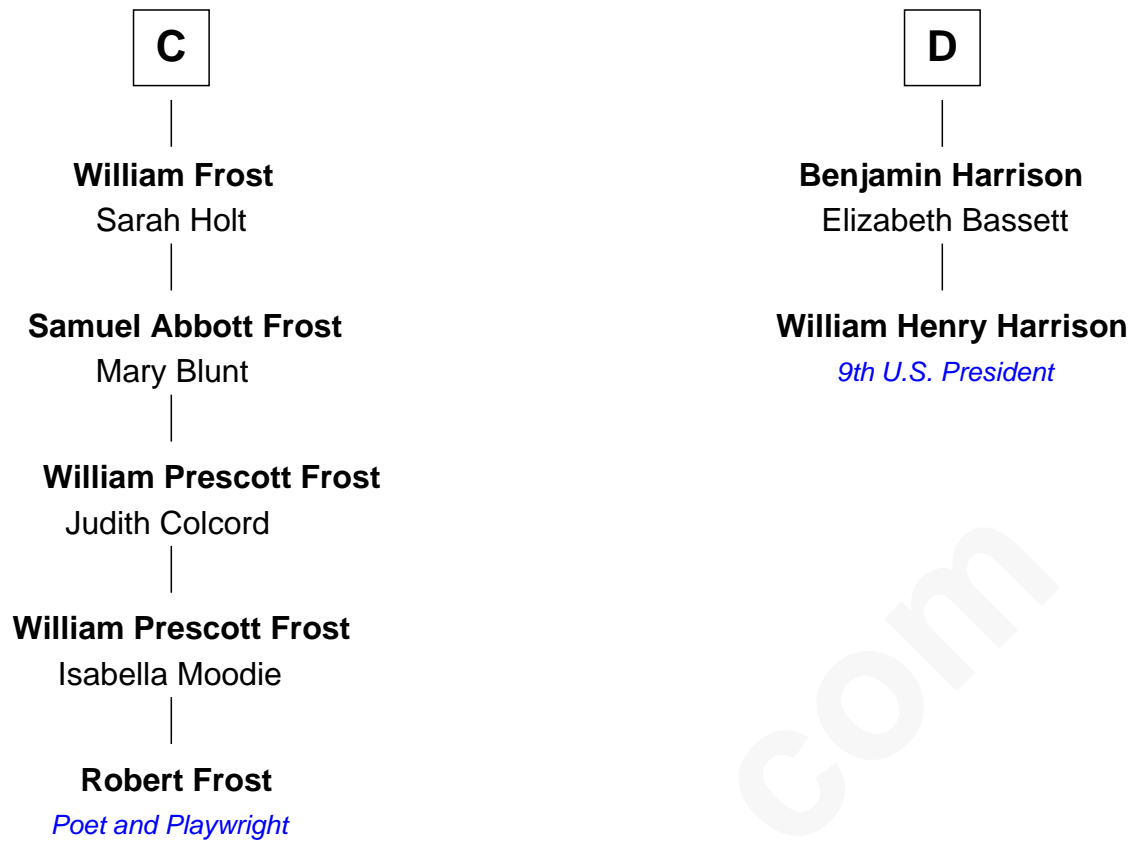 C
William Frost
Sarah Holt
Samuel Abbott Frost
Mary Blunt
William Prescott Frost
Judith Colcord
William Prescott Frost
Isabella Moodie
Robert Frost
Poet and Playwright
D
Benjamin Harrison
Elizabeth Bassett
William Henry Harrison
9th U.S. President
com